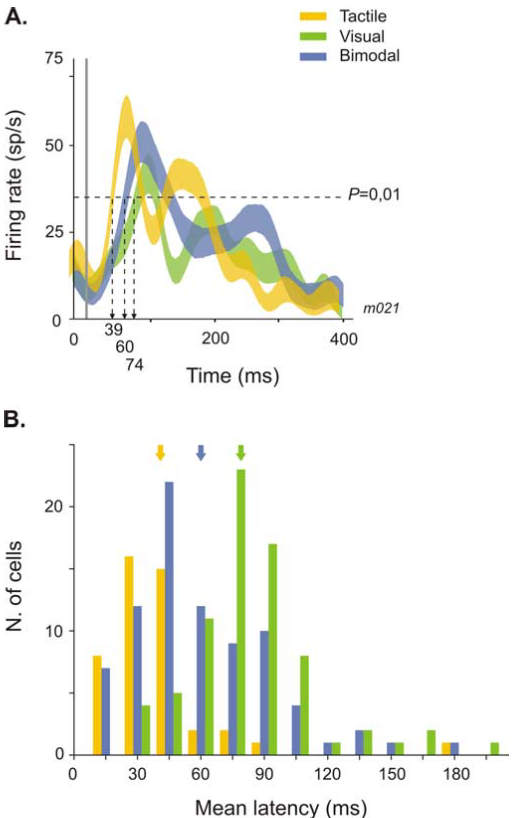 A.
Tactile
Visual
Bimodal
75
50
25
0
Firing rate (sp/s)
P=0,01
m021
39
60
74
0
200
400
Time (ms)
B.
20
10
0
N. of cells
0
30
60
90
120
150
180
Mean latency (ms)